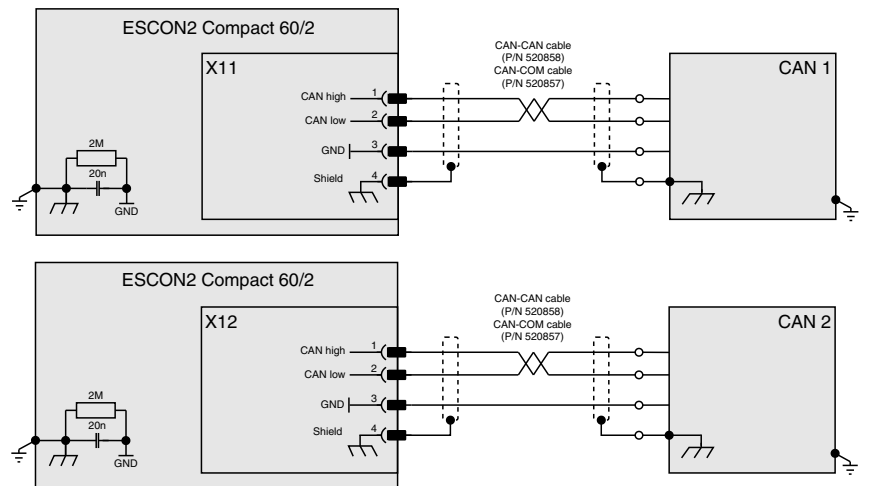 ESCON2 Compact 60/2
X11
CAN high 1
CAN low 2
GND 3
Shield 4
2M
20n
GND
CAN-CAN cable
(P/N 520858)
CAN-COM cable
(P/N 520857)
CAN 1
ESCON2 Compact 60/2
X12
CAN high 1
CAN low 2
GND 3
Shield 4
2M
20n
GND
CAN-CAN cable
(P/N 520858)
CAN-COM cable
(P/N 520857)
CAN 2